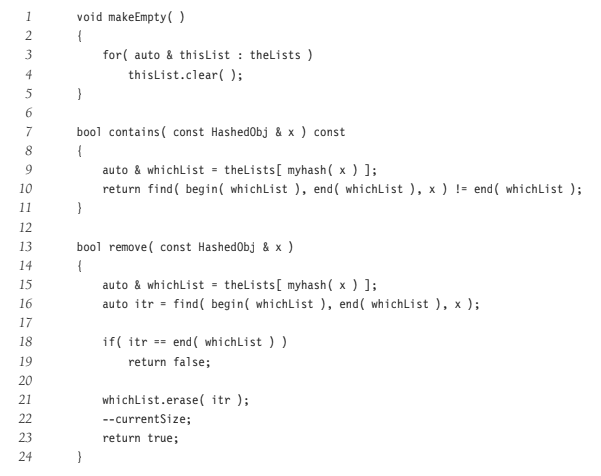 1 void makeEmpty( )
2 {
3 for( auto & thisList : theLists )
4 thisList.clear( );
5 }
6
7 bool contains( const HashedObj & x ) const
8 {
9 auto & whichList = theLists[ myhash( x ) ];
10 return find( begin( whichList ), end( whichList ), x ) != end( whichList );
11 }
12
13 bool remove( const HashedObj & x )
14 {
15 auto & whichList = theLists[ myhash( x ) ];
16 auto itr = find( begin( whichList ), end( whichList ), x );
17
18 if( itr == end( whichList ) )
19 return false;
20
21 whichList.erase( itr );
22 --currentSize;
23 return true;
24 }